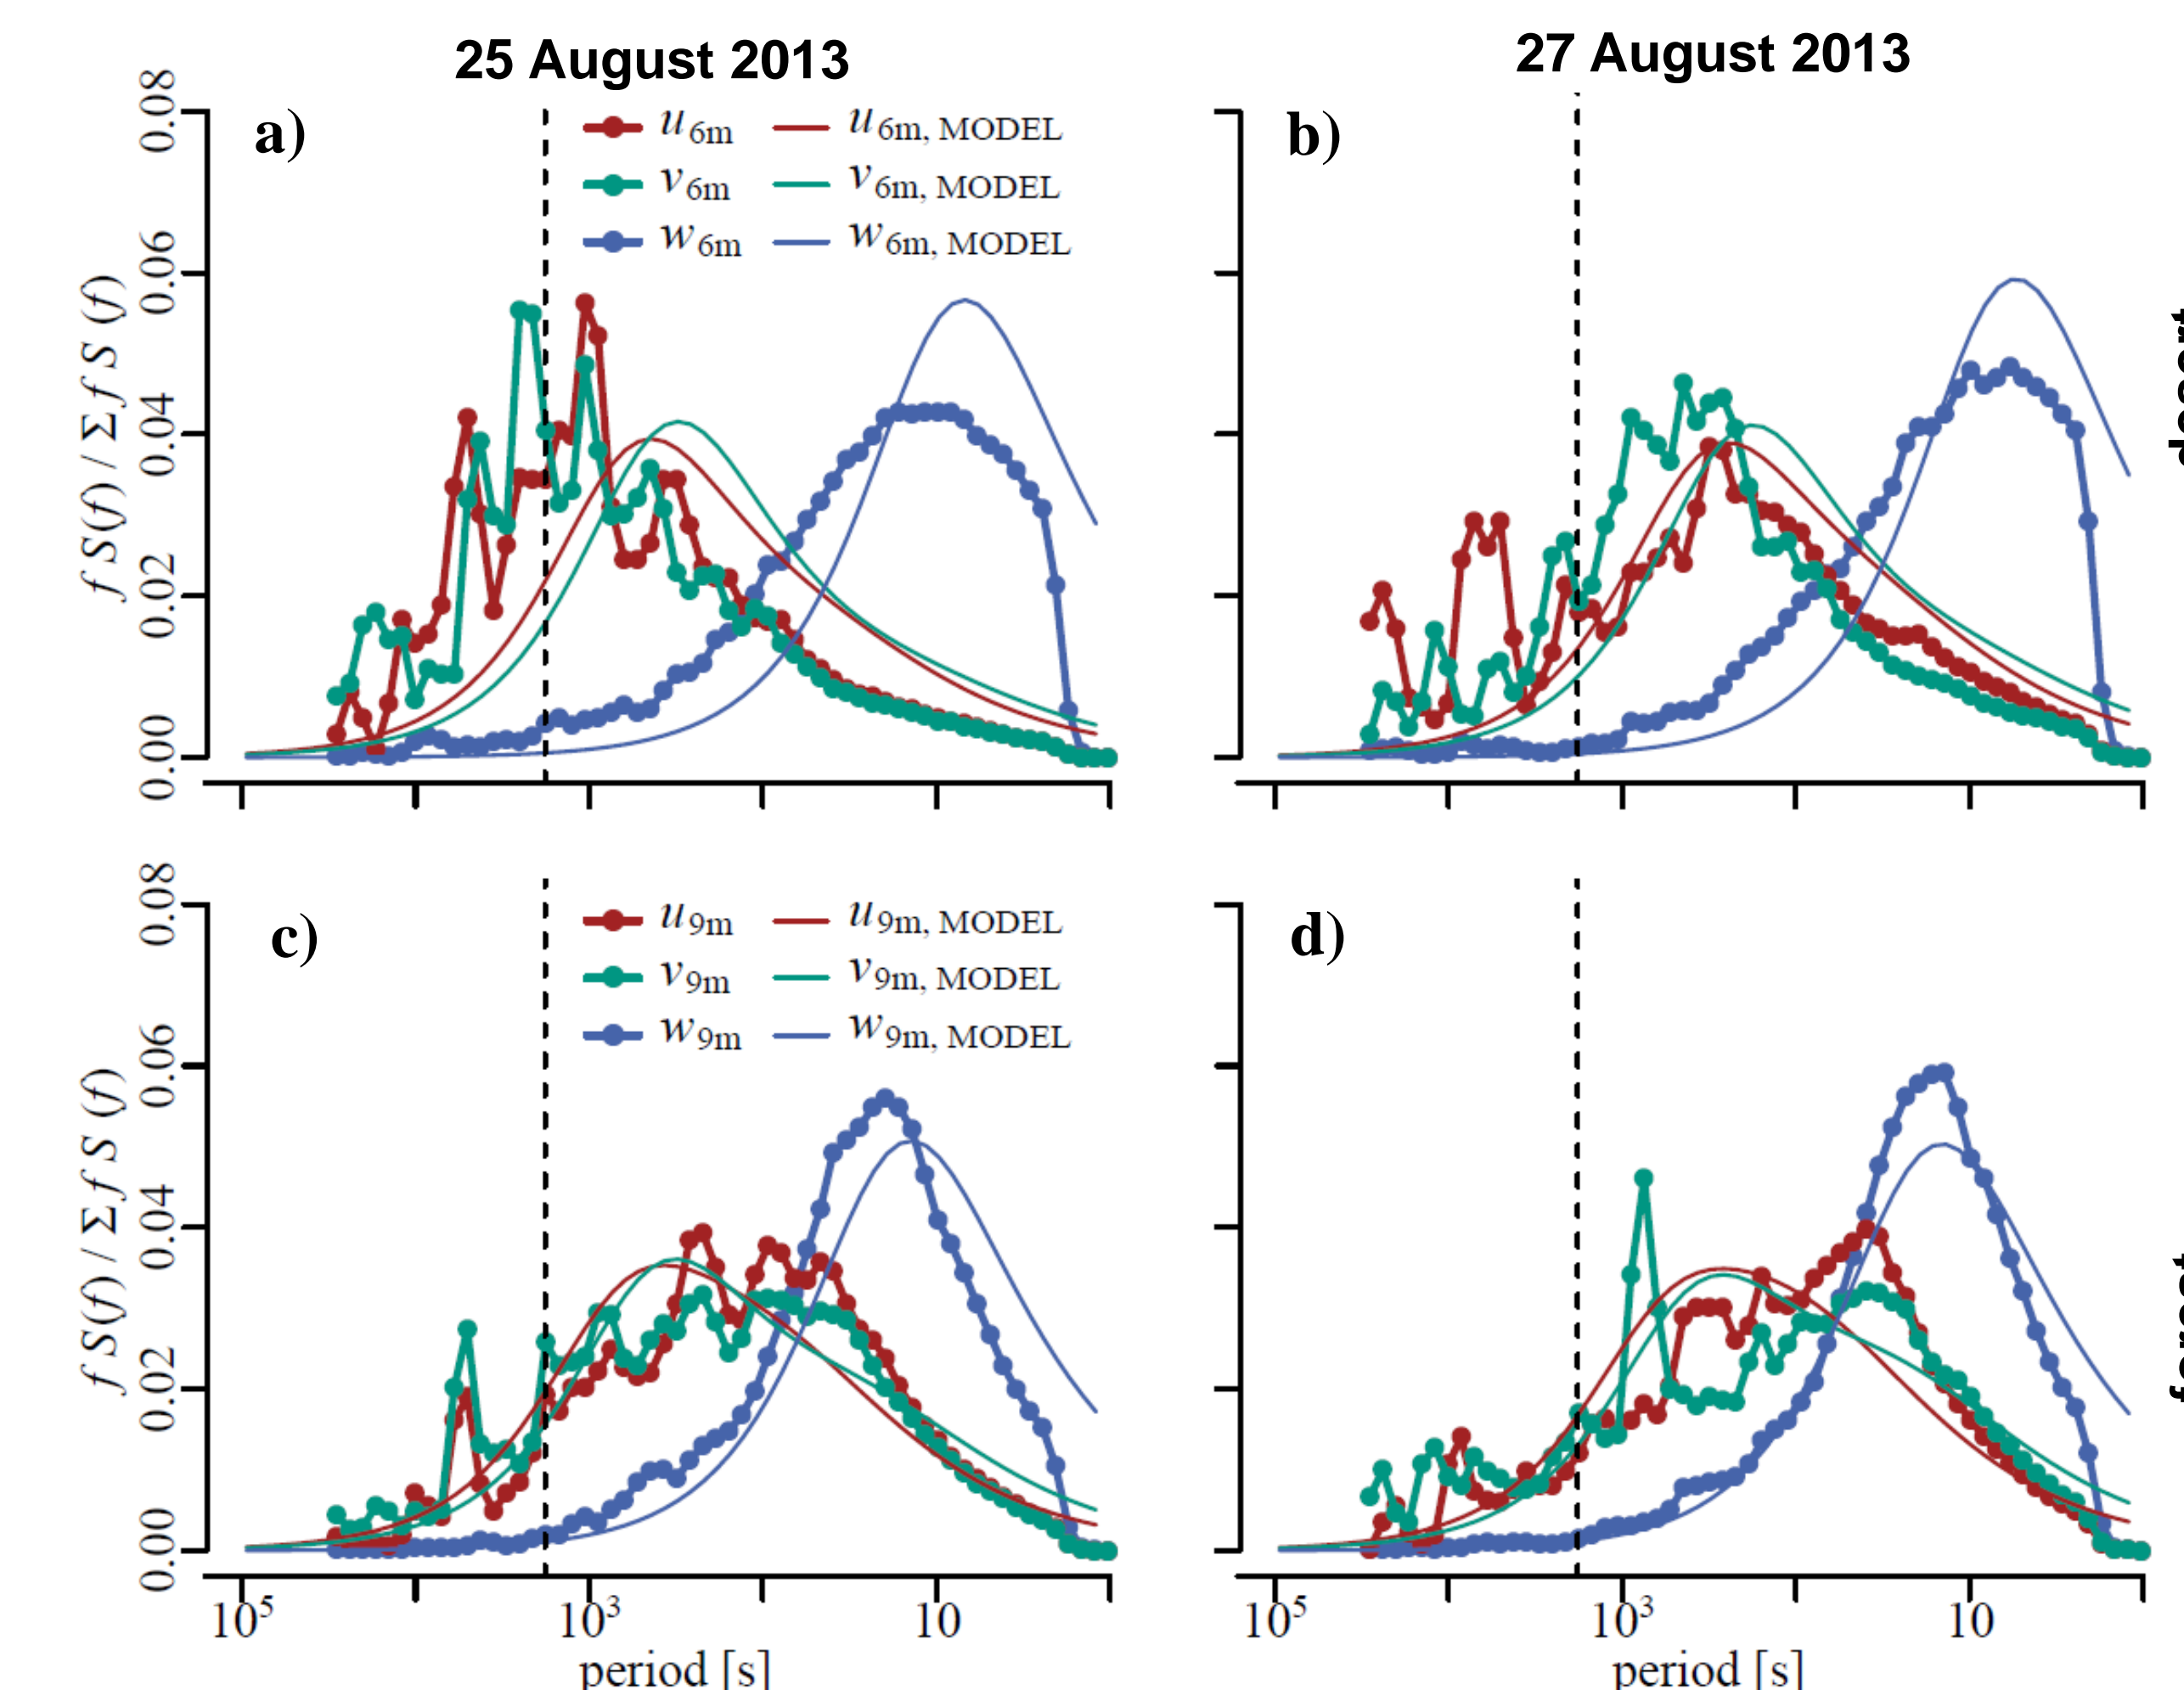 25 August 2013
27 August 2013
a)
b)
u6m u6m, MODEL
v6m v6m, MODEL
w6m w6m, MODEL
f S(f) / Σ f S (f)
0.00 0.02 0.04 0.06 0.08
c)
d)
u9m u9m, MODEL
v9m v9m, MODEL
w9m w9m, MODEL
f S(f) / Σ f S (f)
0.00 0.02 0.04 0.06 0.08
10⁵ 10³ 10
10⁵ 10³ 10
period [s]
period [s]